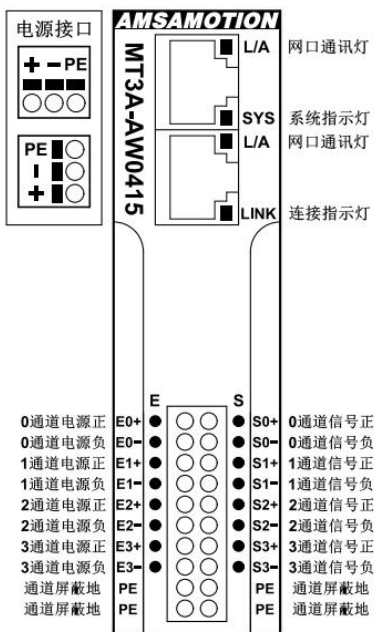 电源接口
+ − PE
PE
−
+
AMSAMOTION
MT3A-AW0415
L/A 网口通讯灯
SYS 系统指示灯
L/A 网口通讯灯
LINK 连接指示灯
E S
0通道电源正 E0+ S0+ 0通道信号正
0通道电源负 E0− S0− 0通道信号负
1通道电源正 E1+ S1+ 1通道信号正
1通道电源负 E1− S1− 1通道信号负
2通道电源正 E2+ S2+ 2通道信号正
2通道电源负 E2− S2− 2通道信号负
3通道电源正 E3+ S3+ 3通道信号正
3通道电源负 E3− S3− 3通道信号负
通道屏蔽地 PE PE 通道屏蔽地
通道屏蔽地 PE PE 通道屏蔽地